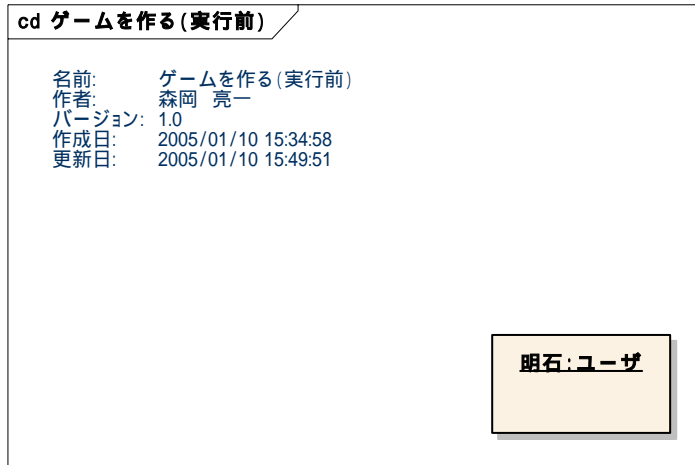 cd ゲームを作る(実行前)
名前: ゲームを作る(実行前)
作者: 森岡 亮一
バージョン: 1.0
作成日: 2005/01/10 15:34:58
更新日: 2005/01/10 15:49:51
明石:ユーザ